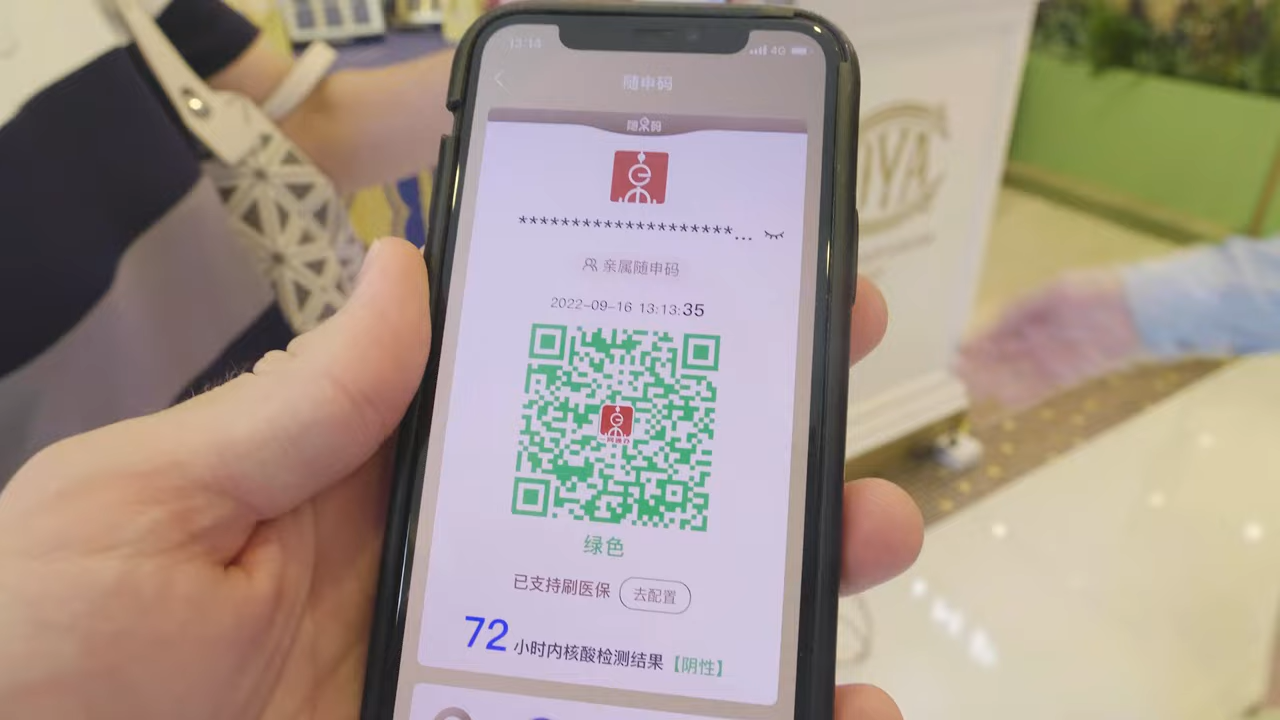 13:14
4G
随申码
随申码
*******************...
亲属随申码
2022-09-16 13:13:35
绿色
已支持刷医保 去配置
72小时内核酸检测结果【阴性】